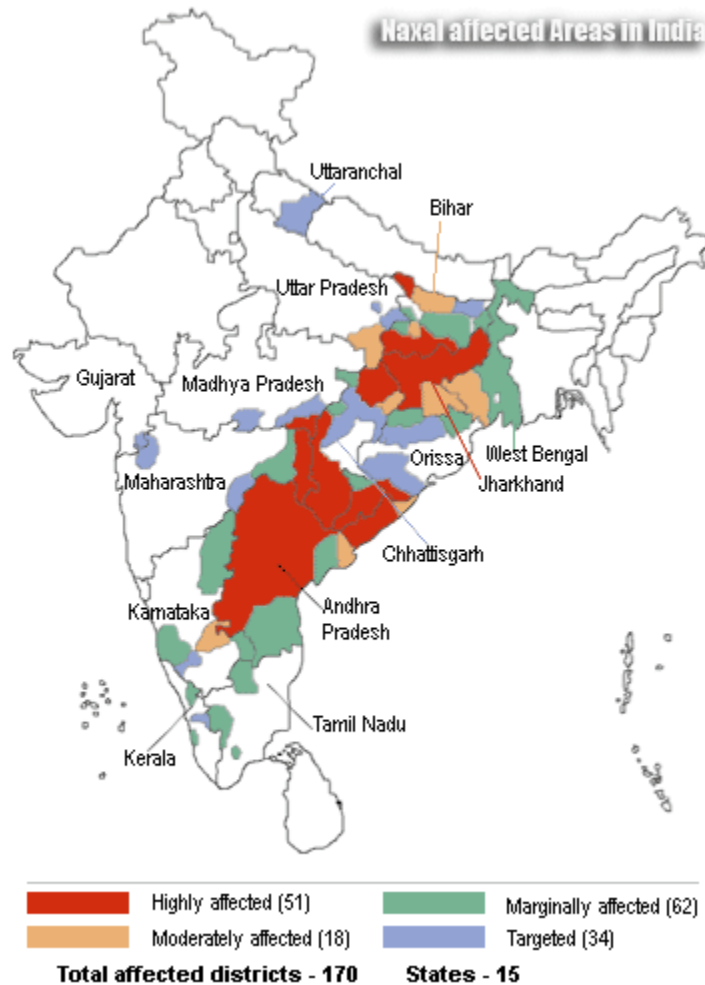 Naxal affected Areas in India
Uttaranchal
Bihar
Uttar Pradesh
Gujarat
Madhya Pradesh
West Bengal
Orissa
Maharashtra
Jharkhand
Chhattisgarh
Karnataka
Andhra
Pradesh
Tamil Nadu
Kerala
Highly affected (51)
Marginally affected (62)
Moderately affected (18)
Targeted (34)
Total affected districts - 170 States - 15